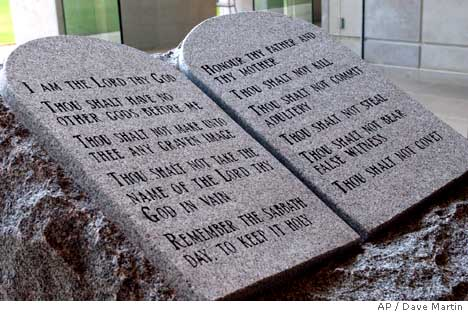 I AM THE LORD THY GOD
THOU SHALT HAVE NO
OTHER GODS BEFORE ME
THOU SHALT NOT MAKE UNTO
THEE ANY GRAVEN IMAGE
THOU SHALT NOT TAKE THE
NAME OF THE LORD THY
GOD IN VAIN
REMEMBER THE SABBATH
DAY, TO KEEP IT HOLY
HONOUR THY FATHER AND
THY MOTHER
THOU SHALT NOT KILL
THOU SHALT NOT COMMIT
ADULTERY
THOU SHALT NOT STEAL
THOU SHALT NOT BEAR
FALSE WITNESS
THOU SHALT NOT COVET
AP / Dave Martin